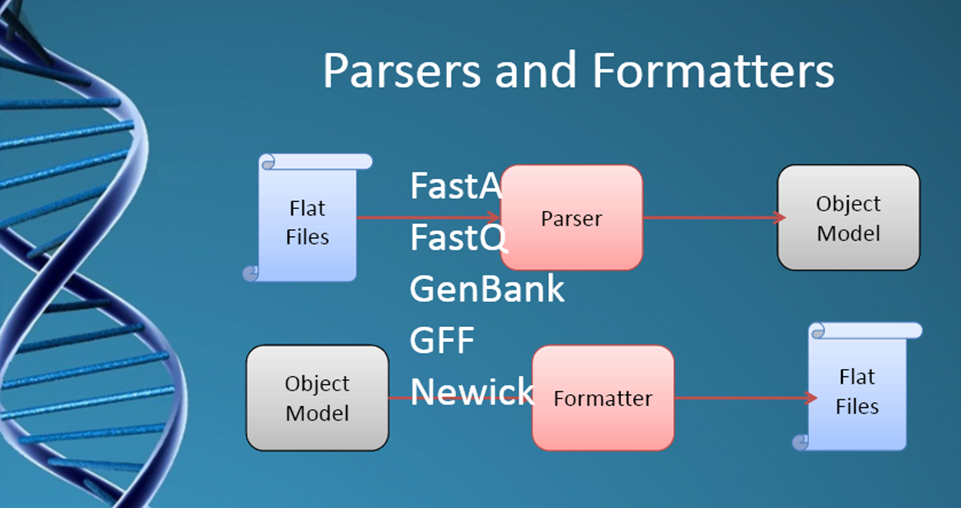 Parsers and Formatters
Flat
Files
FastA
FastQ
GenBank
GFF
Newick
Parser
Object
Model
Object
Model
Formatter
Flat
Files